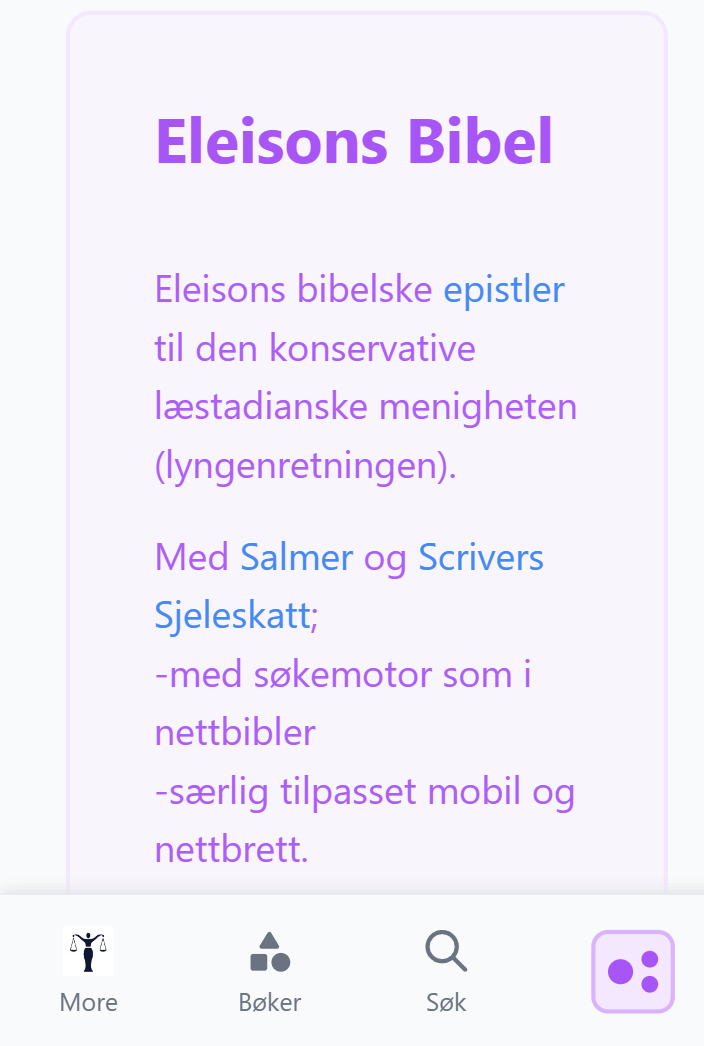 Eleisons Bibel
Eleisons bibelske epistler
til den konservative
læstadianske menigheten
(lyngenretningen).
Med Salmer og Scrivers
Sjeleskatt;
-med søkemotor som i
nettbibler
-særlig tilpasset mobil og
nettbrett.
More
Bøker
Søk